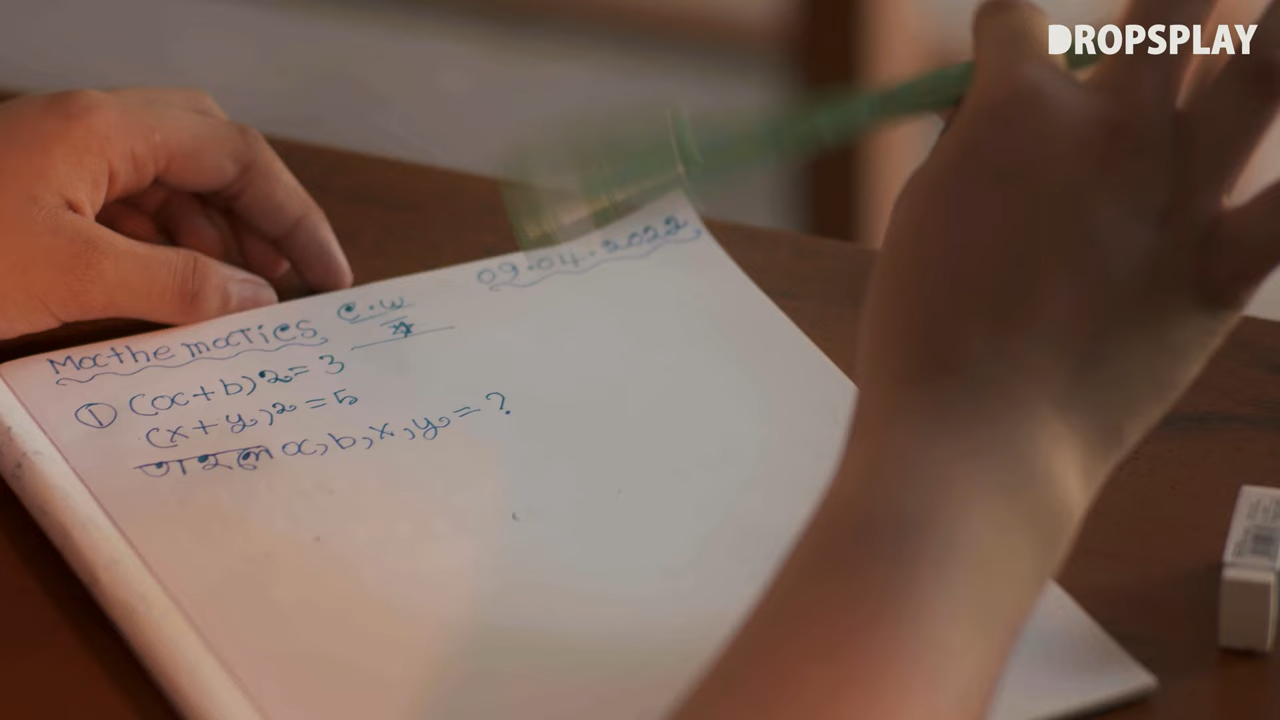 DROPSPLAY
09.04.2022
Mathematics C.W
① (a+b)2=3
(x+y)2=5
তাহলে a,b,x,y=?